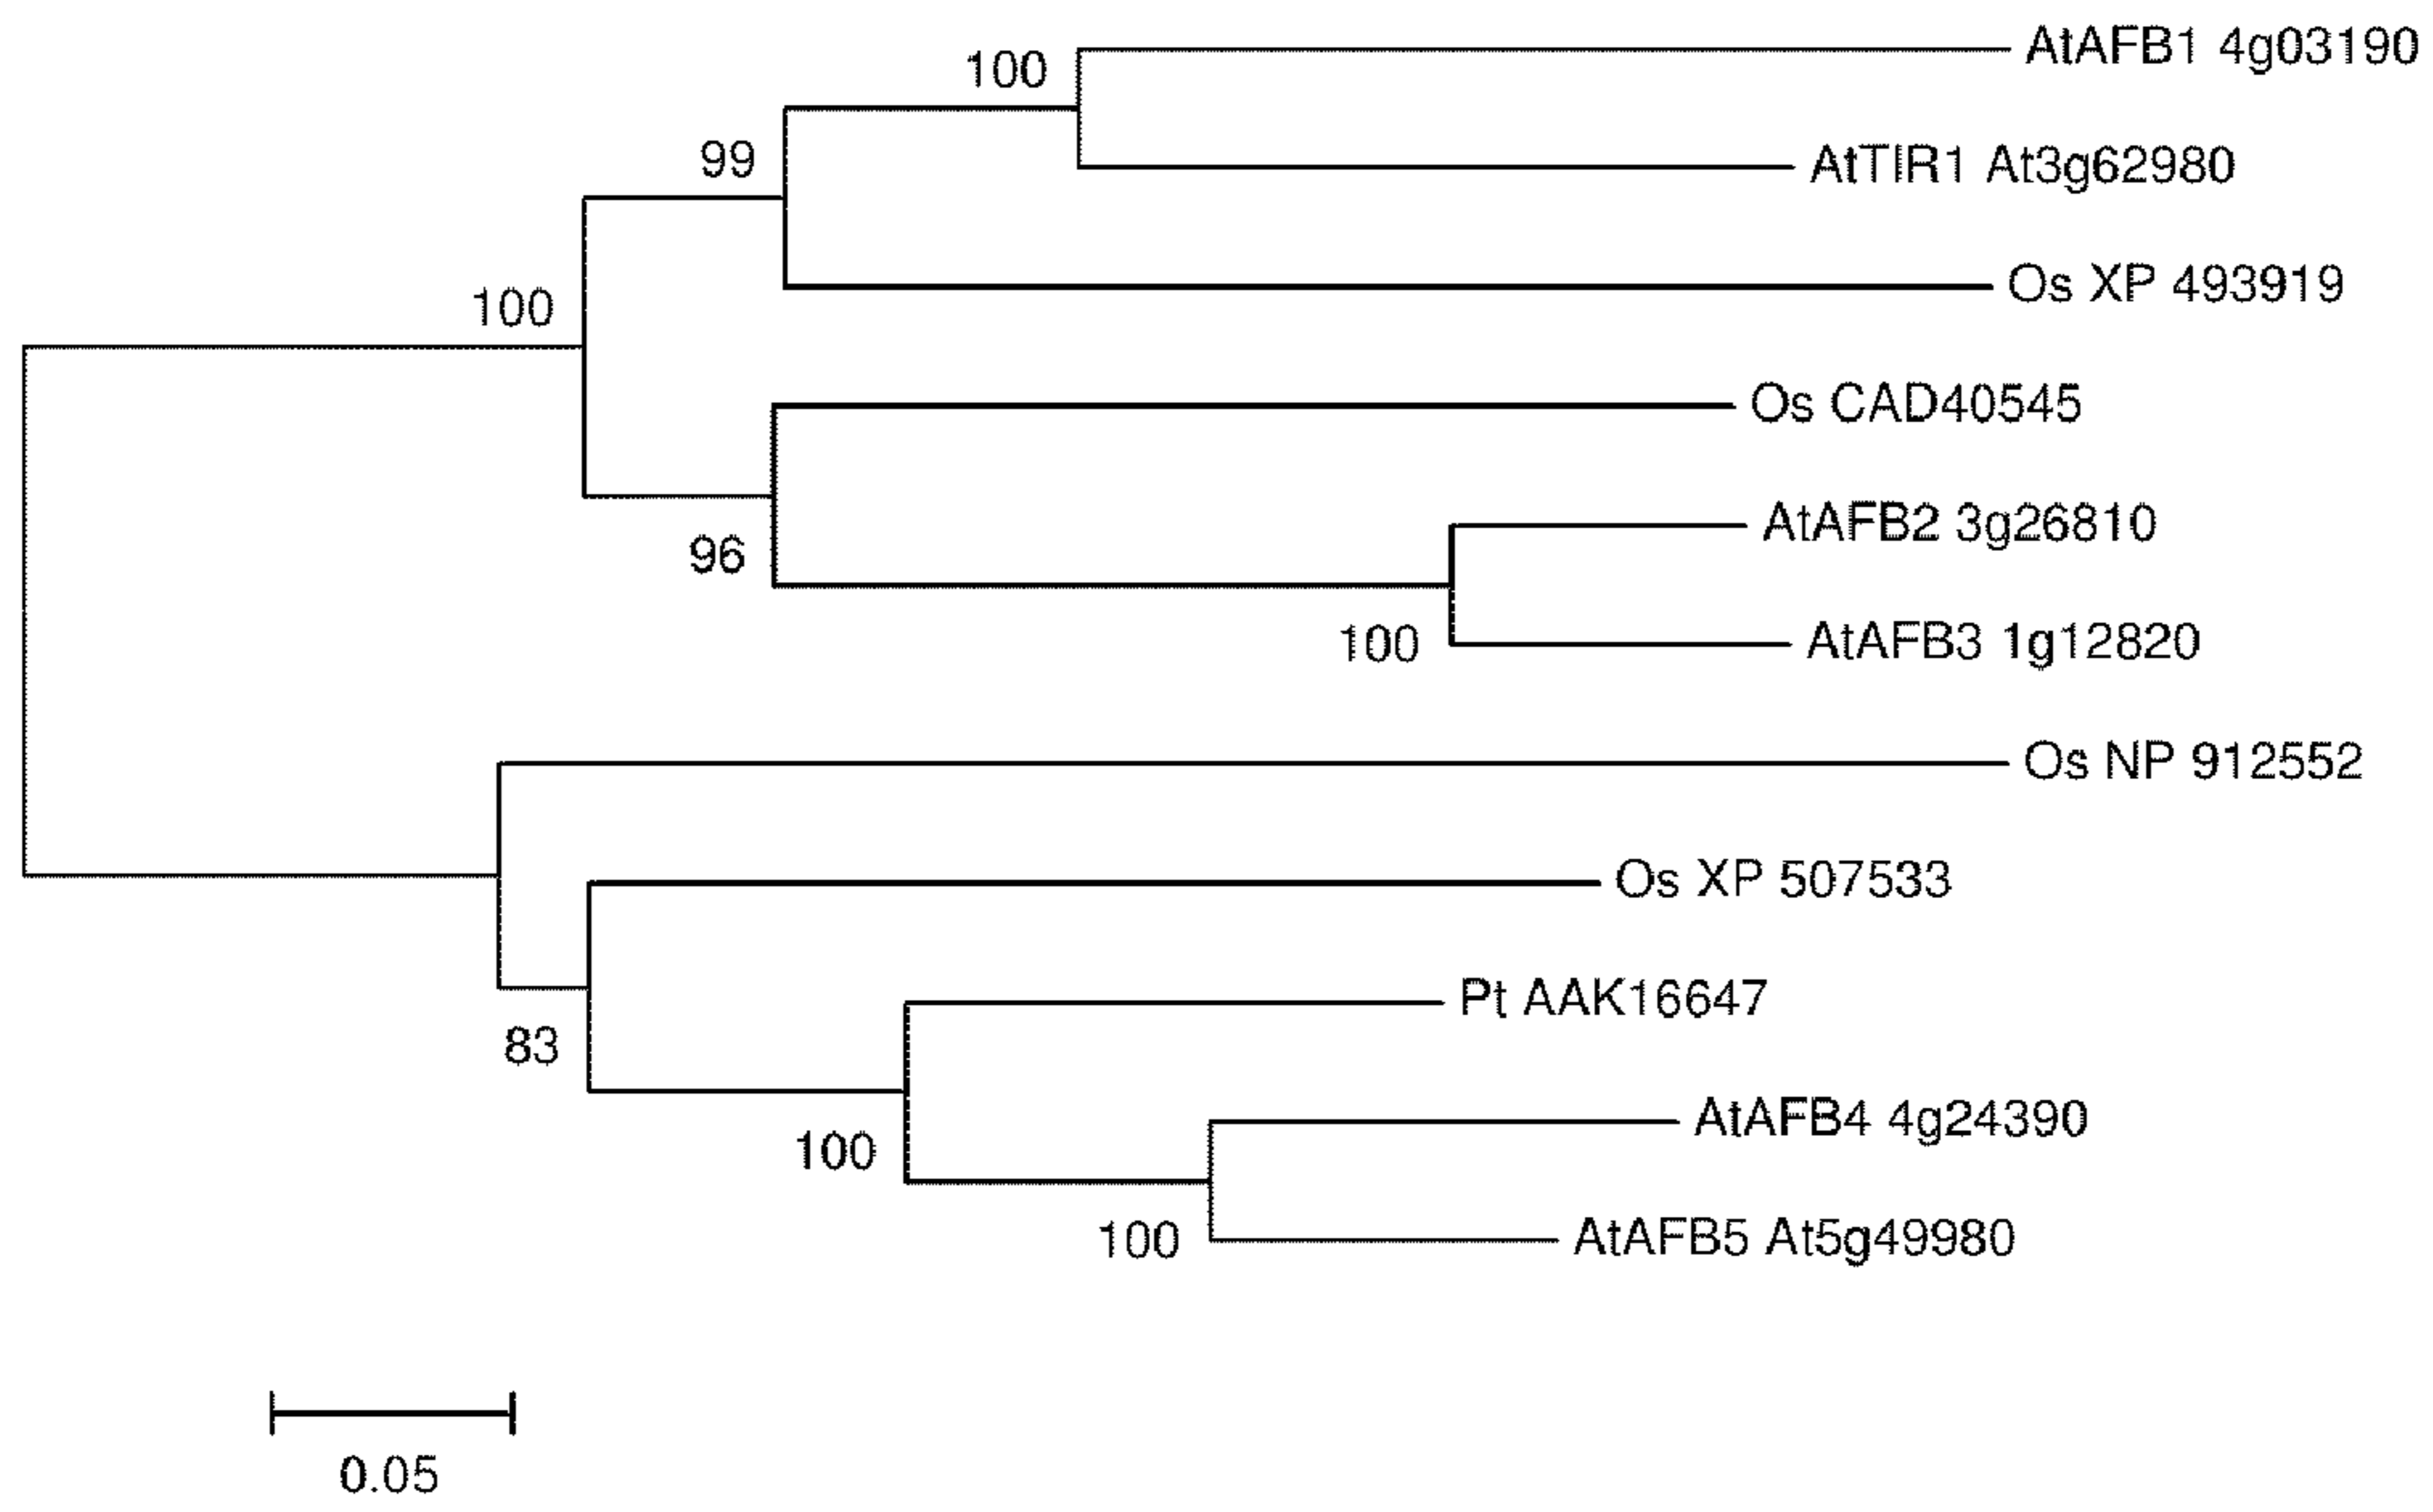 AtAFB1 4g03190
100
AtTIR1 At3g62980
99
Os XP 493919
100
Os CAD40545
AtAFB2 3g26810
96
AtAFB3 1g12820
100
Os NP 912552
Os XP 507533
Pt AAK16647
83
AtAFB4 4g24390
100
AtAFB5 At5g49980
100
0.05